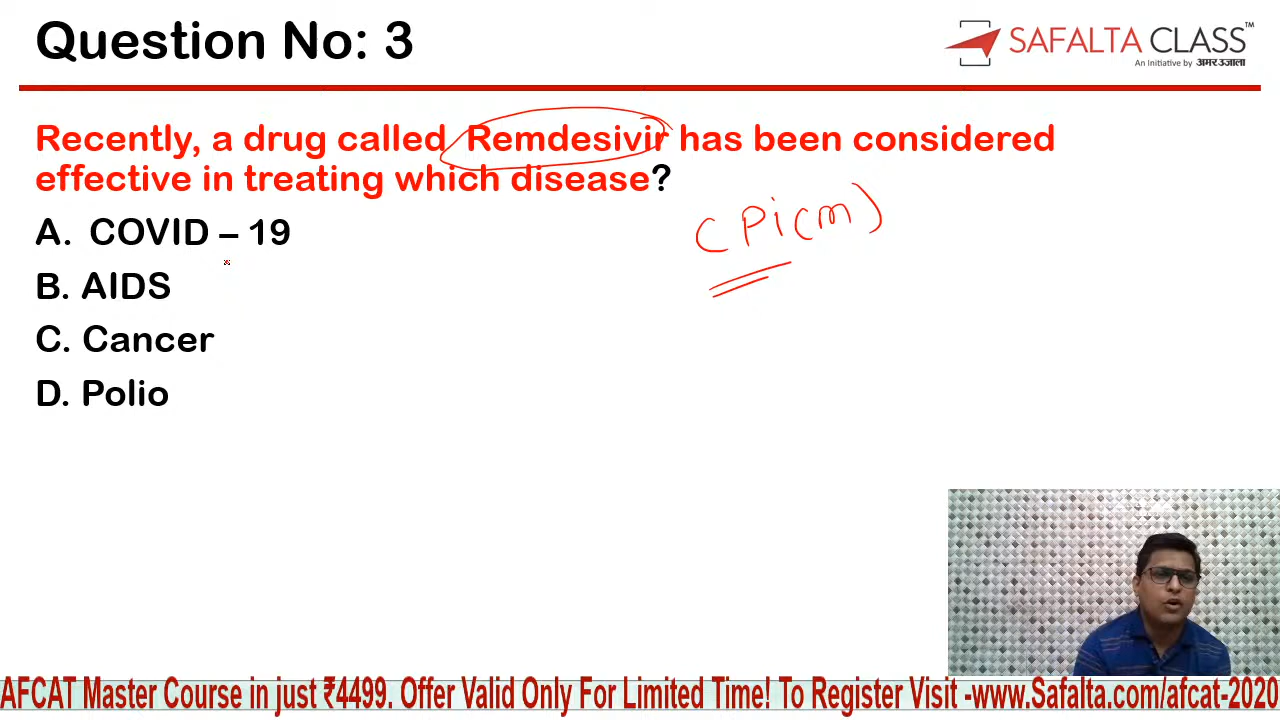 Question No: 3
SAFALTA CLASS™
An Initiative by अमर उजाला
Recently, a drug called Remdesivir has been considered
effective in treating which disease?
A. COVID – 19
CPi(m)
B. AIDS
C. Cancer
D. Polio
AFCAT Master Course in just ₹4499. Offer Valid Only For Limited Time! To Register Visit -www.Safalta.com/afcat-2020